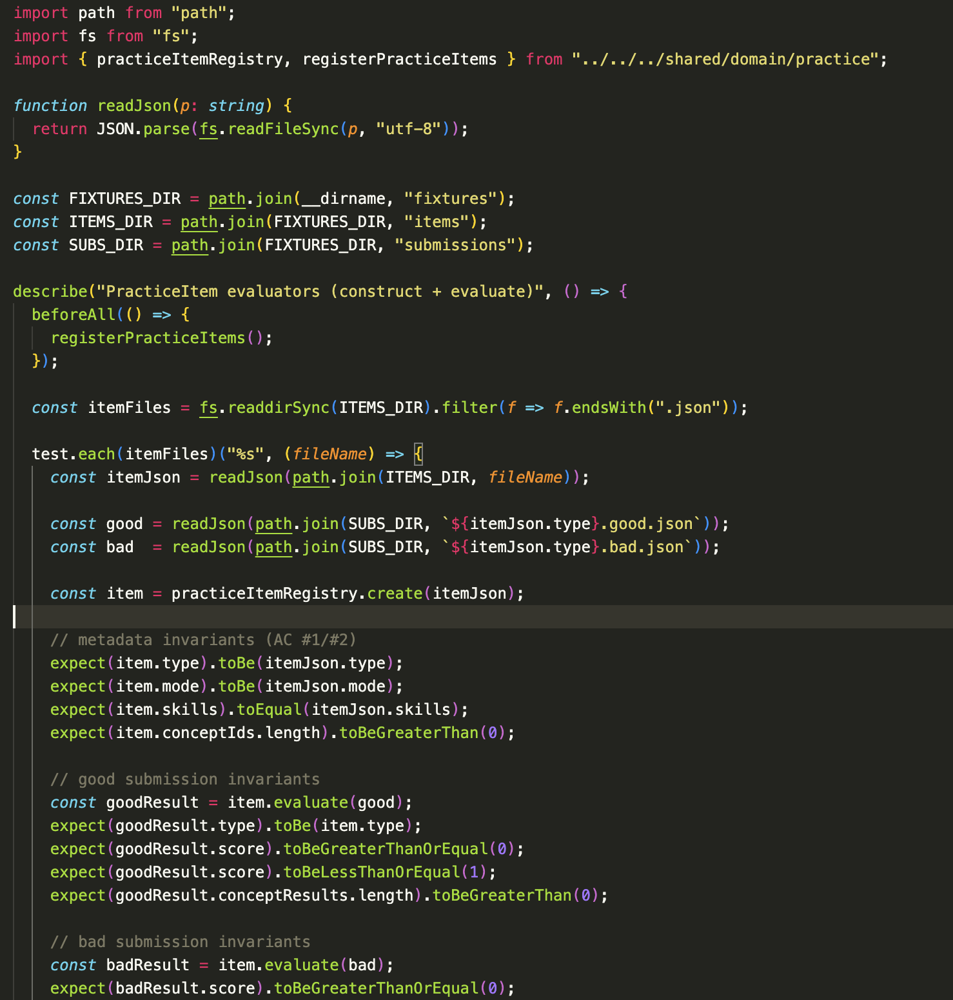 import path from "path";
import fs from "fs";
import { practiceItemRegistry, registerPracticeItems } from "../../../shared/domain/practice";

function readJson(p: string) {
  return JSON.parse(fs.readFileSync(p, "utf-8"));
}

const FIXTURES_DIR = path.join(__dirname, "fixtures");
const ITEMS_DIR = path.join(FIXTURES_DIR, "items");
const SUBS_DIR = path.join(FIXTURES_DIR, "submissions");

describe("PracticeItem evaluators (construct + evaluate)", () => {
  beforeAll(() => {
    registerPracticeItems();
  });

  const itemFiles = fs.readdirSync(ITEMS_DIR).filter(f => f.endsWith(".json"));

  test.each(itemFiles)("%s", (fileName) => {
    const itemJson = readJson(path.join(ITEMS_DIR, fileName));

    const good = readJson(path.join(SUBS_DIR, `${itemJson.type}.good.json`));
    const bad  = readJson(path.join(SUBS_DIR, `${itemJson.type}.bad.json`));

    const item = practiceItemRegistry.create(itemJson);

    // metadata invariants (AC #1/#2)
    expect(item.type).toBe(itemJson.type);
    expect(item.mode).toBe(itemJson.mode);
    expect(item.skills).toEqual(itemJson.skills);
    expect(item.conceptIds.length).toBeGreaterThan(0);

    // good submission invariants
    const goodResult = item.evaluate(good);
    expect(goodResult.type).toBe(item.type);
    expect(goodResult.score).toBeGreaterThanOrEqual(0);
    expect(goodResult.score).toBeLessThanOrEqual(1);
    expect(goodResult.conceptResults.length).toBeGreaterThan(0);

    // bad submission invariants
    const badResult = item.evaluate(bad);
    expect(badResult.score).toBeGreaterThanOrEqual(0);